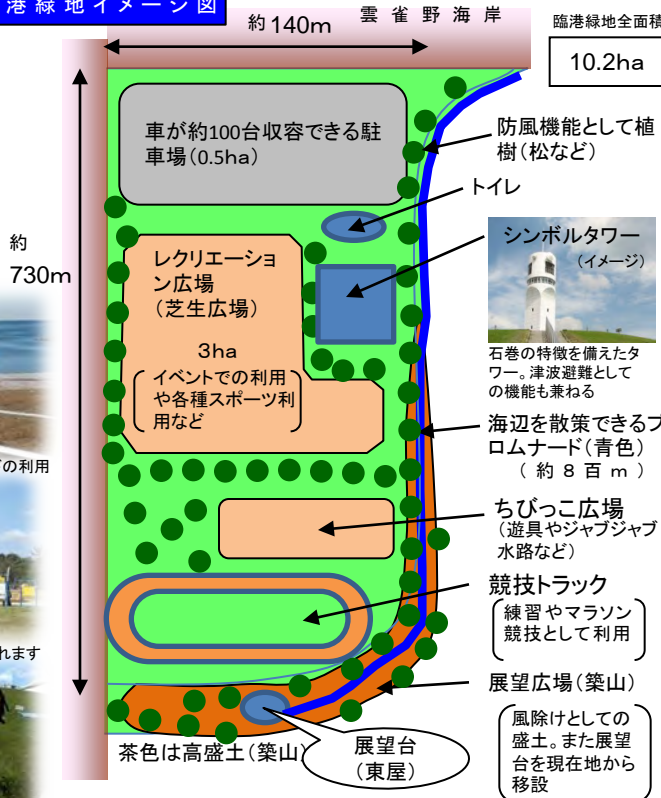 港緑地イメージ図
約140m
雲雀野海岸
臨港緑地全面積
10.2ha
車が約100台収容できる駐
車場(0.5ha)
防風機能として植
樹(松など)
トイレ
約
730m
レクリエーショ
ン広場
(芝生広場)
3ha
イベントでの利用
や各種スポーツ利
用など
シンボルタワー
(イメージ)
石巻の特徴を備えたタ
ワー。津波避難として
の機能も兼ねる
海辺を散策できるプ
ロムナード(青色)
(約8百m)
の利用
ちびっこ広場
(遊具やジャブジャブ
水路など)
競技トラック
練習やマラソン
競技として利用
れます
展望広場(築山)
風除けとしての
盛土。また展望
台を現在地から
移設
茶色は高盛土(築山)
展望台
(東屋)